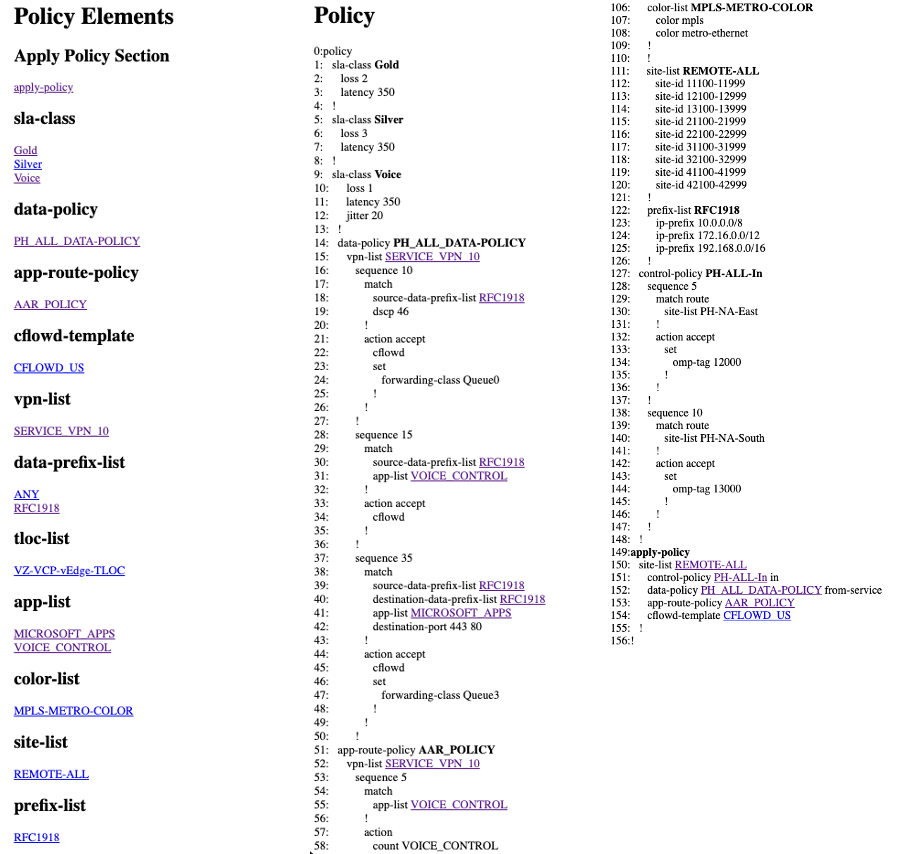 Policy Elements
Apply Policy Section
apply-policy
sla-class
Gold
Silver
Voice
data-policy
PH_ALL_DATA-POLICY
app-route-policy
AAR_POLICY
cflowd-template
CFLOWD_US
vpn-list
SERVICE_VPN_10
data-prefix-list
ANY
RFC1918
tloc-list
VZ-VCP-vEdge-TLOC
app-list
MICROSOFT_APPS
VOICE_CONTROL
color-list
MPLS-METRO-COLOR
site-list
REMOTE-ALL
prefix-list
RFC1918
Policy
0:policy
1: sla-class Gold
2: loss 2
3: latency 350
4: !
5: sla-class Silver
6: loss 3
7: latency 350
8: !
9: sla-class Voice
10: loss 1
11: latency 350
12: jitter 20
13: !
14: data-policy PH_ALL_DATA-POLICY
15: vpn-list SERVICE_VPN_10
16: sequence 10
17: match
18: source-data-prefix-list RFC1918
19: dscp 46
20: !
21: action accept
22: cflowd
23: set
24: forwarding-class Queue0
25: !
26: !
27: !
28: sequence 15
29: match
30: source-data-prefix-list RFC1918
31: app-list VOICE_CONTROL
32: !
33: action accept
34: cflowd
35: !
36: !
37: sequence 35
38: match
39: source-data-prefix-list RFC1918
40: destination-data-prefix-list RFC1918
41: app-list MICROSOFT_APPS
42: destination-port 443 80
43: !
44: action accept
45: cflowd
46: set
47: forwarding-class Queue3
48: !
49: !
50: !
51: app-route-policy AAR_POLICY
52: vpn-list SERVICE_VPN_10
53: sequence 5
54: match
55: app-list VOICE_CONTROL
56: !
57: action
58: count VOICE_CONTROL
106: color-list MPLS-METRO-COLOR
107: color mpls
108: color metro-ethernet
109: !
110: !
111: site-list REMOTE-ALL
112: site-id 11100-11999
113: site-id 12100-12999
114: site-id 13100-13999
115: site-id 21100-21999
116: site-id 22100-22999
117: site-id 31100-31999
118: site-id 32100-32999
119: site-id 41100-41999
120: site-id 42100-42999
121: !
122: prefix-list RFC1918
123: ip-prefix 10.0.0.0/8
124: ip-prefix 172.16.0.0/12
125: ip-prefix 192.168.0.0/16
126: !
127: control-policy PH-ALL-In
128: sequence 5
129: match route
130: site-list PH-NA-East
131: !
132: action accept
133: set
134: omp-tag 12000
135: !
136: !
137: !
138: sequence 10
139: match route
140: site-list PH-NA-South
141: !
142: action accept
143: set
144: omp-tag 13000
145: !
146: !
147: !
148: !
149:apply-policy
150: site-list REMOTE-ALL
151: control-policy PH-ALL-In in
152: data-policy PH_ALL_DATA-POLICY from-service
153: app-route-policy AAR_POLICY
154: cflowd-template CFLOWD_US
155: !
156:!